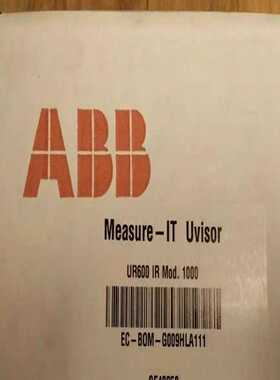 ABB
Measure-IT Uvisor
UR600 IR Mod. 1000
EC-BOM-G009HLA111